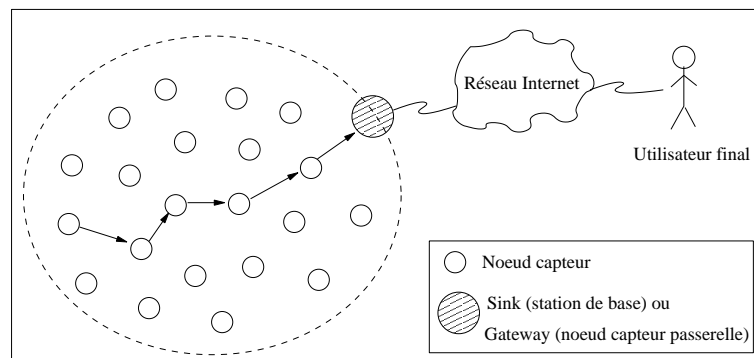 Réseau Internet
Utilisateur final
Noeud capteur
Sink (station de base) ou
Gateway (noeud capteur passerelle)